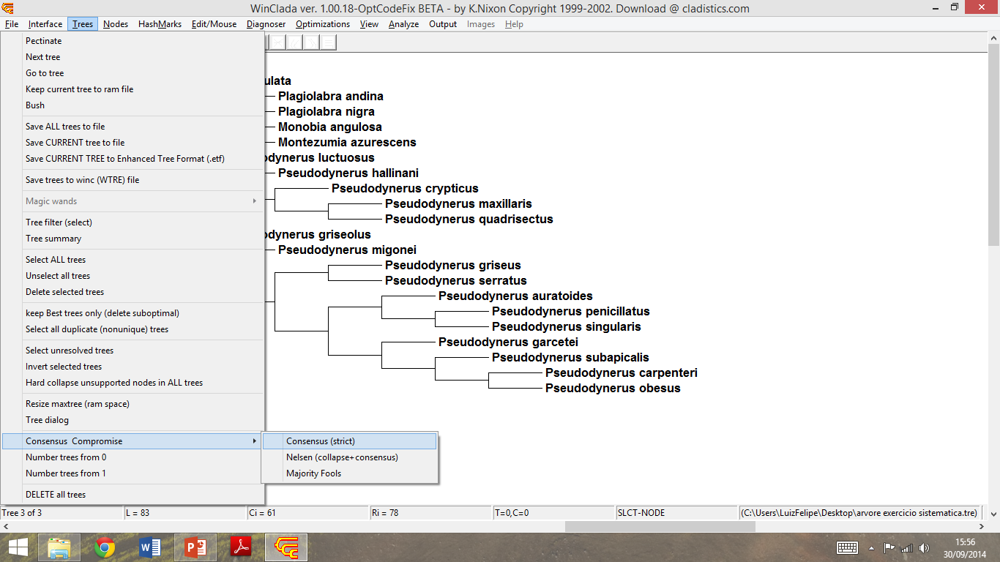 WinClada ver. 1.00.18-OptCodeFix BETA - by K.Nixon Copyright 1999-2002. Download @ cladistics.com
File Interface Trees Nodes HashMarks Edit/Mouse Diagnoser Optimizations View Analyze Output Images Help
Pectinate
Next tree
Go to tree
Keep current tree to ram file
Bush
Save ALL trees to file
Save CURRENT tree to file
Save CURRENT TREE to Enhanced Tree Format (.etf)
Save trees to winc (WTRE) file
Magic wands
Tree filter (select)
Tree summary
Select ALL trees
Unselect all trees
Delete selected trees
keep Best trees only (delete suboptimal)
Select all duplicate (nonunique) trees
Select unresolved trees
Invert selected trees
Hard collapse unsupported nodes in ALL trees
Resize maxtree (ram space)
Tree dialog
Consensus Compromise
Number trees from 0
Number trees from 1
DELETE all trees
Consensus (strict)
Nelsen (collapse+consensus)
Majority Fools
ulata
Plagiolabra andina
Plagiolabra nigra
Monobia angulosa
Montezumia azurescens
odynerus luctuosus
Pseudodynerus hallinani
Pseudodynerus crypticus
Pseudodynerus maxillaris
Pseudodynerus quadrisectus
odynerus griseolus
Pseudodynerus migonei
Pseudodynerus griseus
Pseudodynerus serratus
Pseudodynerus auratoides
Pseudodynerus penicillatus
Pseudodynerus singularis
Pseudodynerus garcetei
Pseudodynerus subapicalis
Pseudodynerus carpenteri
Pseudodynerus obesus
Tree 3 of 3 L = 83 Ci = 61 Ri = 78 T=0,C=0 SLCT-NODE (C:\Users\LuizFelipe\Desktop\arvore exercicio sistematica.tre)
15:56
30/09/2014